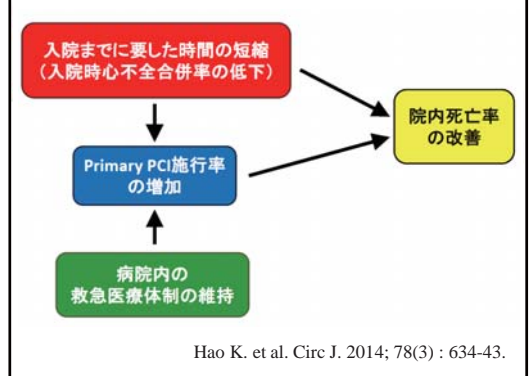 入院までに要した時間の短縮
(入院時心不全合併率の低下)
院内死亡率
の改善
Primary PCI施行率
の増加
病院内の
救急医療体制の維持
Hao K. et al. Circ J. 2014; 78(3) : 634-43.